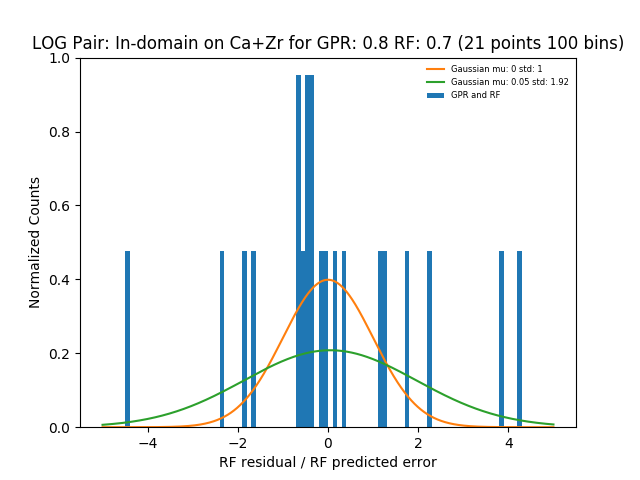 LOG Pair: In-domain on Ca+Zr for GPR: 0.8 RF: 0.7 (21 points 100 bins)
Gaussian mu: 0 std: 1
Gaussian mu: 0.05 std: 1.92
GPR and RF
Normalized Counts
1.0
0.8
0.6
0.4
0.2
0.0
−4 −2 0 2 4
RF residual / RF predicted error